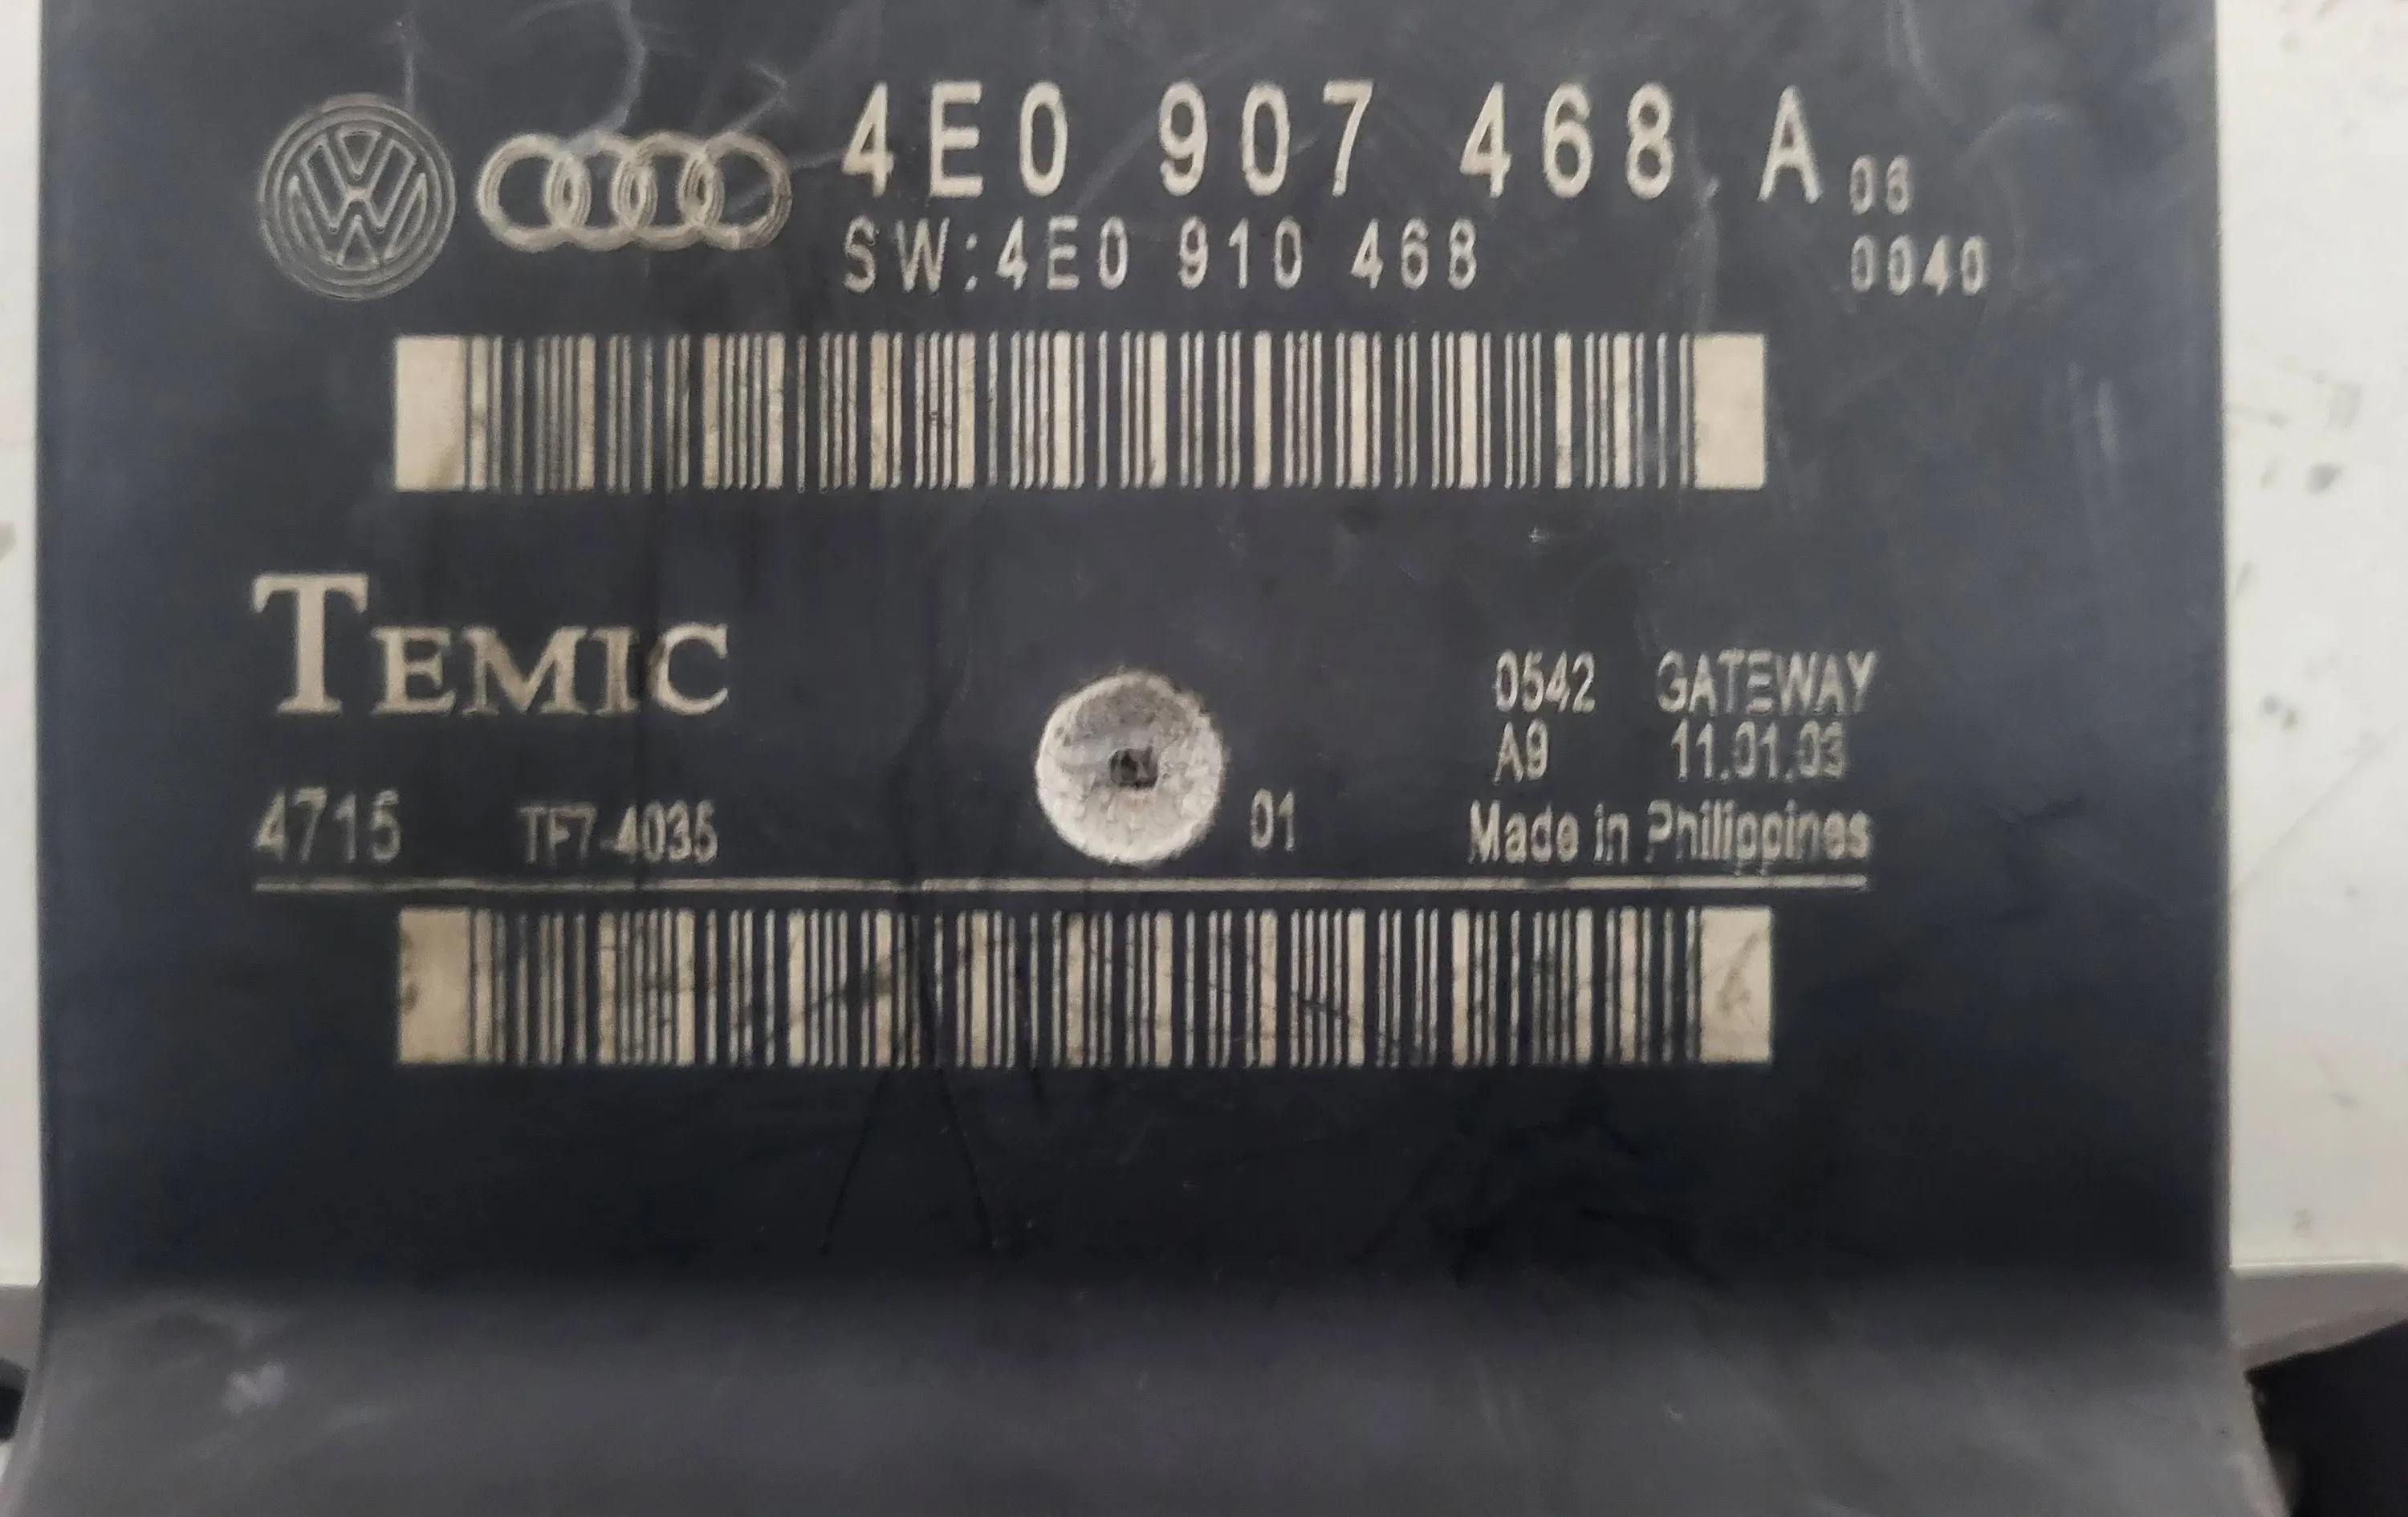 4E0 907 468 A 06
SW:4E0 910 468 0040
TEMIC
0542 GATEWAY
A9 11.01.03
4715 TF7-4035 01 Made in Philippines